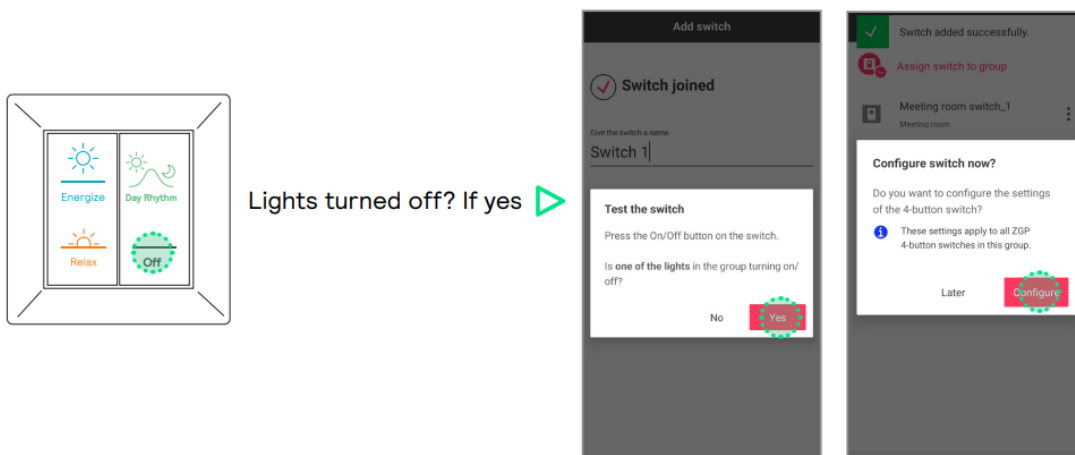 Energize
Day Rhythm
Relax
Off
Lights turned off? If yes
Add switch
Switch joined
Give the switch a name
Switch 1
Test the switch
Press the On/Off button on the switch.
Is one of the lights in the group turning on/
off?
No
Yes
Switch added successfully.
Assign switch to group
Meeting room switch_1
Meeting room
Configure switch now?
Do you want to configure the settings
of the 4-button switch?
These settings apply to all ZGP
4-button switches in this group.
Later
Configure